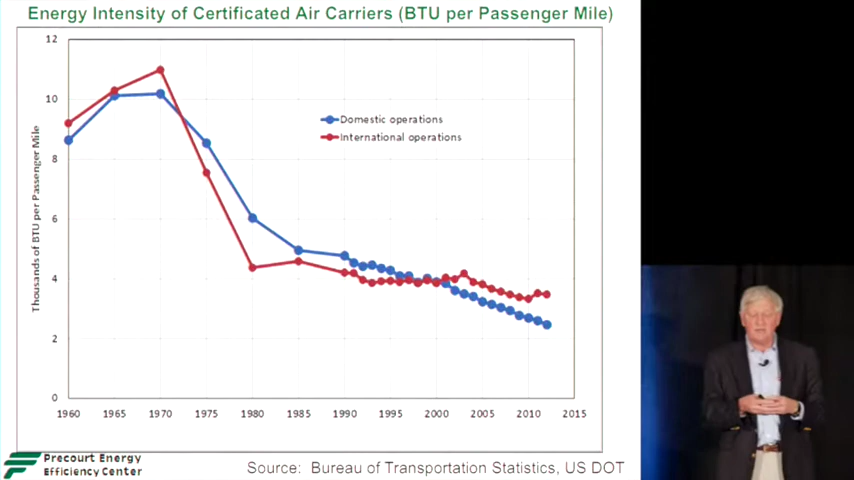 Energy Intensity of Certificated Air Carriers (BTU per Passenger Mile)
12
10
8
6
4
2
0
Thousands of BTU per Passenger Mile
Domestic operations
International operations
1960 1965 1970 1975 1980 1985 1990 1995 2000 2005 2010 2015
Precourt Energy
Efficiency Center
Source: Bureau of Transportation Statistics, US DOT